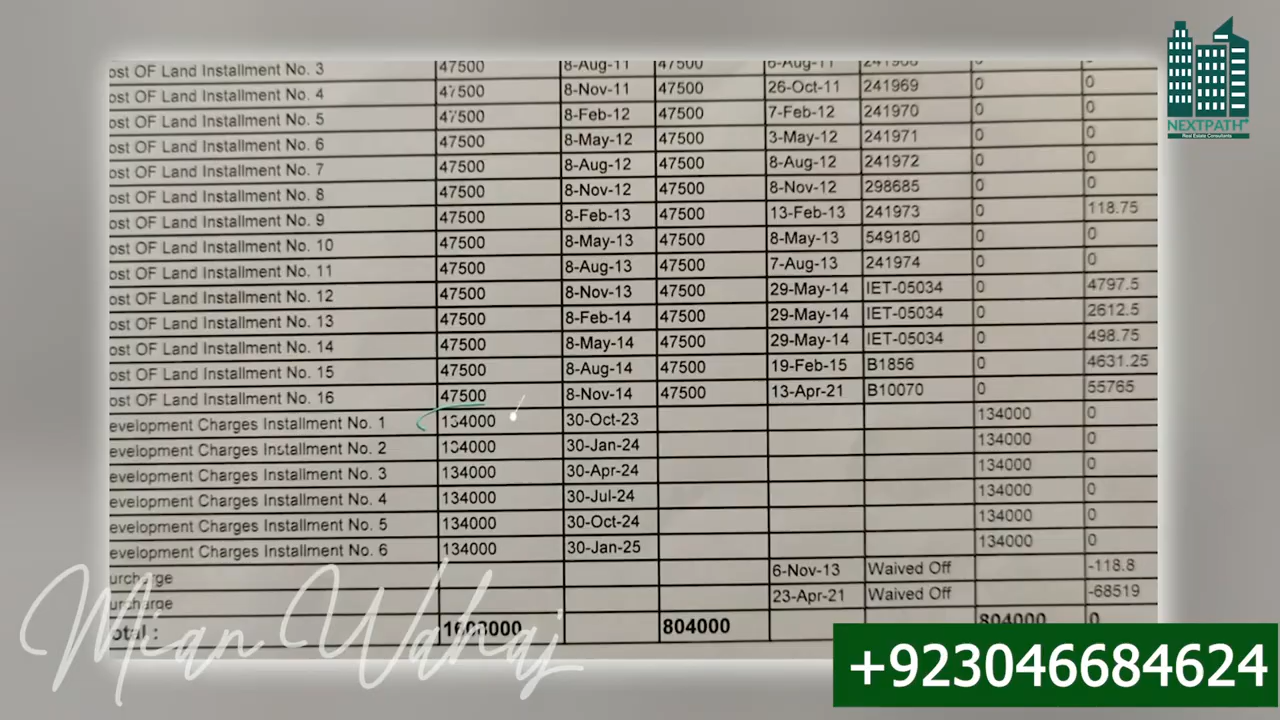 NEXTPATH
Real Estate Consultants
ost OF Land Installment No. 3 47500 8-Aug-11 47500 6-Aug-11 241968 0
ost OF Land Installment No. 4 47500 8-Nov-11 47500 26-Oct-11 241969 0 0
ost OF Land Installment No. 5 47500 8-Feb-12 47500 7-Feb-12 241970 0 0
ost OF Land Installment No. 6 47500 8-May-12 47500 3-May-12 241971 0 0
ost OF Land Installment No. 7 47500 8-Aug-12 47500 8-Aug-12 241972 0 0
ost OF Land Installment No. 8 47500 8-Nov-12 47500 8-Nov-12 298685 0 0
ost OF Land Installment No. 9 47500 8-Feb-13 47500 13-Feb-13 241973 0 118.75
ost OF Land Installment No. 10 47500 8-May-13 47500 8-May-13 549180 0 0
ost OF Land Installment No. 11 47500 8-Aug-13 47500 7-Aug-13 241974 0 0
ost OF Land Installment No. 12 47500 8-Nov-13 47500 29-May-14 IET-05034 0 4797.5
ost OF Land Installment No. 13 47500 8-Feb-14 47500 29-May-14 IET-05034 0 2612.5
ost OF Land Installment No. 14 47500 8-May-14 47500 29-May-14 IET-05034 0 498.75
ost OF Land Installment No. 15 47500 8-Aug-14 47500 19-Feb-15 B1856 0 4631.25
ost OF Land Installment No. 16 47500 8-Nov-14 47500 13-Apr-21 B10070 0 55765
evelopment Charges Installment No. 1 134000 30-Oct-23 134000 0
evelopment Charges Installment No. 2 134000 30-Jan-24 134000 0
evelopment Charges Installment No. 3 134000 30-Apr-24 134000 0
evelopment Charges Installment No. 4 134000 30-Jul-24 134000 0
evelopment Charges Installment No. 5 134000 30-Oct-24 134000 0
evelopment Charges Installment No. 6 134000 30-Jan-25 134000 0
urcharge 6-Nov-13 Waived Off -118.8
urcharge 23-Apr-21 Waived Off -68519
otal : 1608000 804000 804000 0
Mian Wahaj
+923046684624